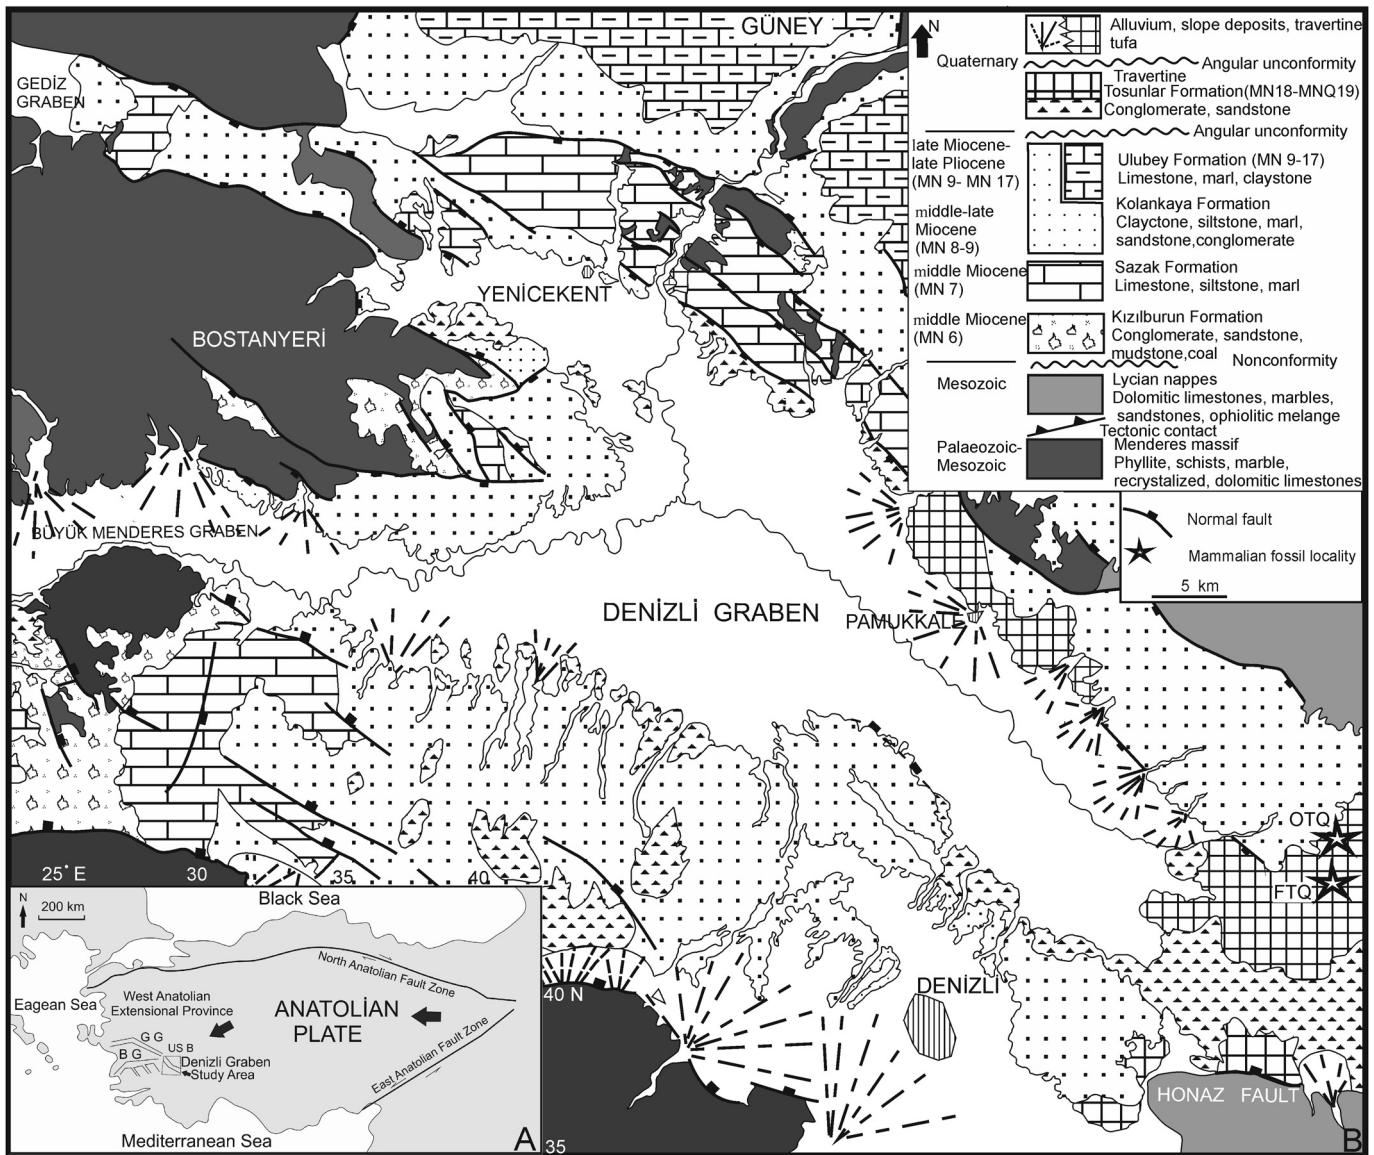 GÜNEY
GEDİZ
GRABEN
YENİCEKENT
BOSTANYERİ
BÜYÜK MENDERES GRABEN
DENİZLİ GRABEN
PAMUKKALE
OTQ
FTQ
DENİZLİ
HONAZ FAULT
B
25° E
30
35
40
40 N
35
N
Quaternary
late Miocene-
late Pliocene
(MN 9- MN 17)
middle-late
Miocene
(MN 8-9)
middle Miocene
(MN 7)
middle Miocene
(MN 6)
Mesozoic
Palaeozoic-
Mesozoic
Alluvium, slope deposits, travertine
tufa
Angular unconformity
Travertine
Tosunlar Formation(MN18-MNQ19)
Conglomerate, sandstone
Angular unconformity
Ulubey Formation (MN 9-17)
Limestone, marl, claystone
Kolankaya Formation
Clayctone, siltstone, marl,
sandstone,conglomerate
Sazak Formation
Limestone, siltstone, marl
Kızılburun Formation
Conglomerate, sandstone,
mudstone,coal
Nonconformity
Lycian nappes
Dolomitic limestones, marbles,
sandstones, ophiolitic melange
Tectonic contact
Menderes massif
Phyllite, schists, marble,
recrystalized, dolomitic limestones
Normal fault
Mammalian fossil locality
5 km
N
200 km
Black Sea
North Anatolian Fault Zone
Eagean Sea
West Anatolian
Extensional Province
ANATOLİAN
PLATE
G G
US B
B G
Denizli Graben
Study Area
East Anatolian Fault Zone
Mediterranean Sea
A